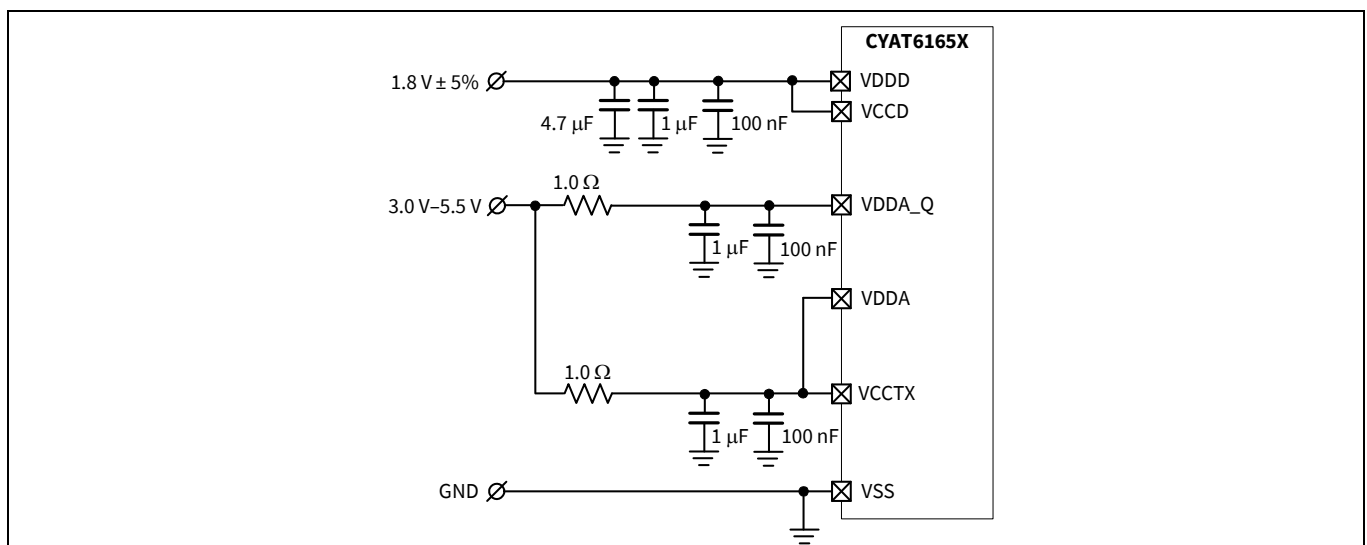 CYAT6165X
1.8 V ± 5%
VDDD
VCCD
4.7 μF
1 μF
100 nF
1.0 Ω
3.0 V–5.5 V
VDDA_Q
1 μF
100 nF
VDDA
1.0 Ω
VCCTX
1 μF
100 nF
GND
VSS